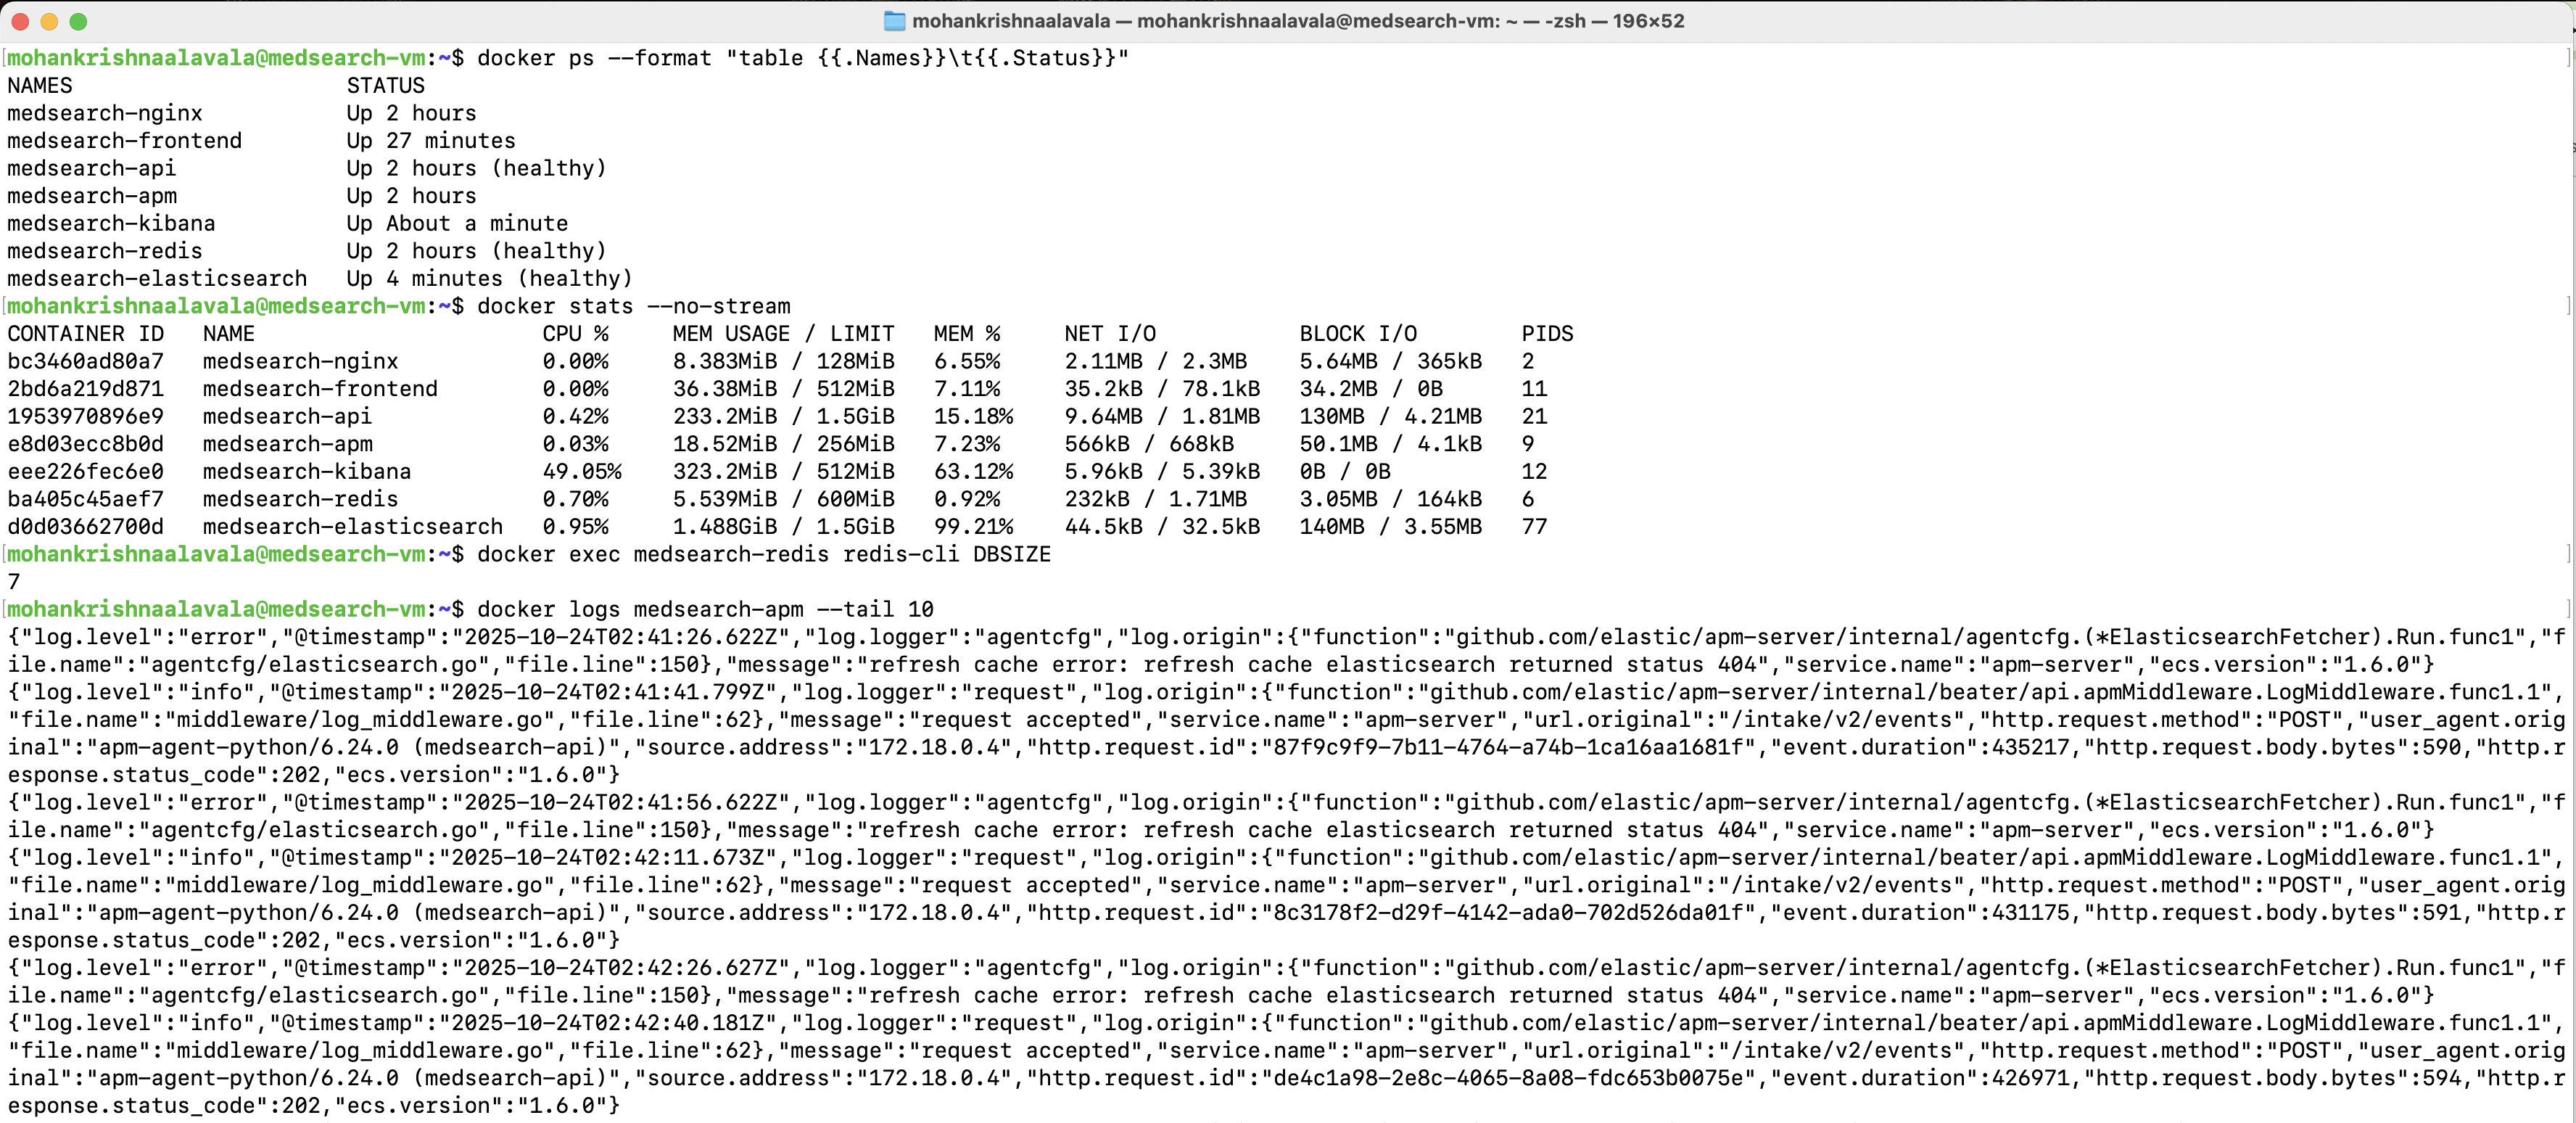 mohankrishnaalavala — mohankrishnaalavala@medsearch-vm: ~ — -zsh — 196×52
[mohankrishnaalavala@medsearch-vm:~$ docker ps --format "table {{.Names}}\t{{.Status}}" ]
NAMES                     STATUS
medsearch-nginx           Up 2 hours
medsearch-frontend        Up 27 minutes
medsearch-api             Up 2 hours (healthy)
medsearch-apm             Up 2 hours
medsearch-kibana          Up About a minute
medsearch-redis           Up 2 hours (healthy)
medsearch-elasticsearch   Up 4 minutes (healthy)
[mohankrishnaalavala@medsearch-vm:~$ docker stats --no-stream ]
CONTAINER ID   NAME                      CPU %     MEM USAGE / LIMIT   MEM %     NET I/O           BLOCK I/O       PIDS
bc3460ad80a7   medsearch-nginx           0.00%     8.383MiB / 128MiB   6.55%     2.11MB / 2.3MB    5.64MB / 365kB   2
2bd6a219d871   medsearch-frontend        0.00%     36.38MiB / 512MiB   7.11%     35.2kB / 78.1kB   34.2MB / 0B      11
1953970896e9   medsearch-api             0.42%     233.2MiB / 1.5GiB   15.18%    9.64MB / 1.81MB   130MB / 4.21MB   21
e8d03ecc8b0d   medsearch-apm             0.03%     18.52MiB / 256MiB   7.23%     566kB / 668kB     50.1MB / 4.1kB   9
eee226fec6e0   medsearch-kibana          49.05%    323.2MiB / 512MiB   63.12%    5.96kB / 5.39kB   0B / 0B          12
ba405c45aef7   medsearch-redis           0.70%     5.539MiB / 600MiB   0.92%     232kB / 1.71MB    3.05MB / 164kB   6
d0d03662700d   medsearch-elasticsearch   0.95%     1.488GiB / 1.5GiB   99.21%    44.5kB / 32.5kB   140MB / 3.55MB   77
[mohankrishnaalavala@medsearch-vm:~$ docker exec medsearch-redis redis-cli DBSIZE ]
7
[mohankrishnaalavala@medsearch-vm:~$ docker logs medsearch-apm --tail 10 ]
{"log.level":"error","@timestamp":"2025-10-24T02:41:26.622Z","log.logger":"agentcfg","log.origin":{"function":"github.com/elastic/apm-server/internal/agentcfg.(*ElasticsearchFetcher).Run.func1","f
ile.name":"agentcfg/elasticsearch.go","file.line":150},"message":"refresh cache error: refresh cache elasticsearch returned status 404","service.name":"apm-server","ecs.version":"1.6.0"}
{"log.level":"info","@timestamp":"2025-10-24T02:41:41.799Z","log.logger":"request","log.origin":{"function":"github.com/elastic/apm-server/internal/beater/api.apmMiddleware.LogMiddleware.func1.1",
"file.name":"middleware/log_middleware.go","file.line":62},"message":"request accepted","service.name":"apm-server","url.original":"/intake/v2/events","http.request.method":"POST","user_agent.orig
inal":"apm-agent-python/6.24.0 (medsearch-api)","source.address":"172.18.0.4","http.request.id":"87f9c9f9-7b11-4764-a74b-1ca16aa1681f","event.duration":435217,"http.request.body.bytes":590,"http.r
esponse.status_code":202,"ecs.version":"1.6.0"}
{"log.level":"error","@timestamp":"2025-10-24T02:41:56.622Z","log.logger":"agentcfg","log.origin":{"function":"github.com/elastic/apm-server/internal/agentcfg.(*ElasticsearchFetcher).Run.func1","f
ile.name":"agentcfg/elasticsearch.go","file.line":150},"message":"refresh cache error: refresh cache elasticsearch returned status 404","service.name":"apm-server","ecs.version":"1.6.0"}
{"log.level":"info","@timestamp":"2025-10-24T02:42:11.673Z","log.logger":"request","log.origin":{"function":"github.com/elastic/apm-server/internal/beater/api.apmMiddleware.LogMiddleware.func1.1",
"file.name":"middleware/log_middleware.go","file.line":62},"message":"request accepted","service.name":"apm-server","url.original":"/intake/v2/events","http.request.method":"POST","user_agent.orig
inal":"apm-agent-python/6.24.0 (medsearch-api)","source.address":"172.18.0.4","http.request.id":"8c3178f2-d29f-4142-ada0-702d526da01f","event.duration":431175,"http.request.body.bytes":591,"http.r
esponse.status_code":202,"ecs.version":"1.6.0"}
{"log.level":"error","@timestamp":"2025-10-24T02:42:26.627Z","log.logger":"agentcfg","log.origin":{"function":"github.com/elastic/apm-server/internal/agentcfg.(*ElasticsearchFetcher).Run.func1","f
ile.name":"agentcfg/elasticsearch.go","file.line":150},"message":"refresh cache error: refresh cache elasticsearch returned status 404","service.name":"apm-server","ecs.version":"1.6.0"}
{"log.level":"info","@timestamp":"2025-10-24T02:42:40.181Z","log.logger":"request","log.origin":{"function":"github.com/elastic/apm-server/internal/beater/api.apmMiddleware.LogMiddleware.func1.1",
"file.name":"middleware/log_middleware.go","file.line":62},"message":"request accepted","service.name":"apm-server","url.original":"/intake/v2/events","http.request.method":"POST","user_agent.orig
inal":"apm-agent-python/6.24.0 (medsearch-api)","source.address":"172.18.0.4","http.request.id":"de4c1a98-2e8c-4065-8a08-fdc653b0075e","event.duration":426971,"http.request.body.bytes":594,"http.r
esponse.status_code":202,"ecs.version":"1.6.0"}